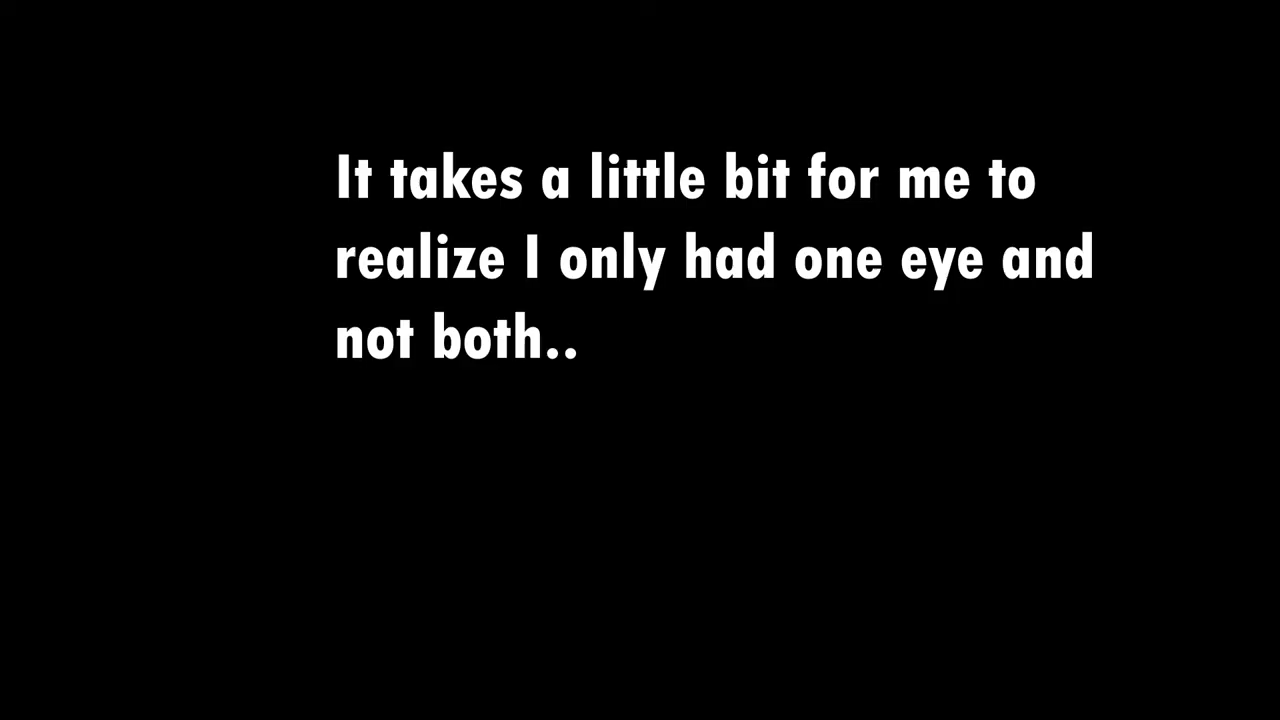 It takes a little bit for me to
realize I only had one eye and
not both..